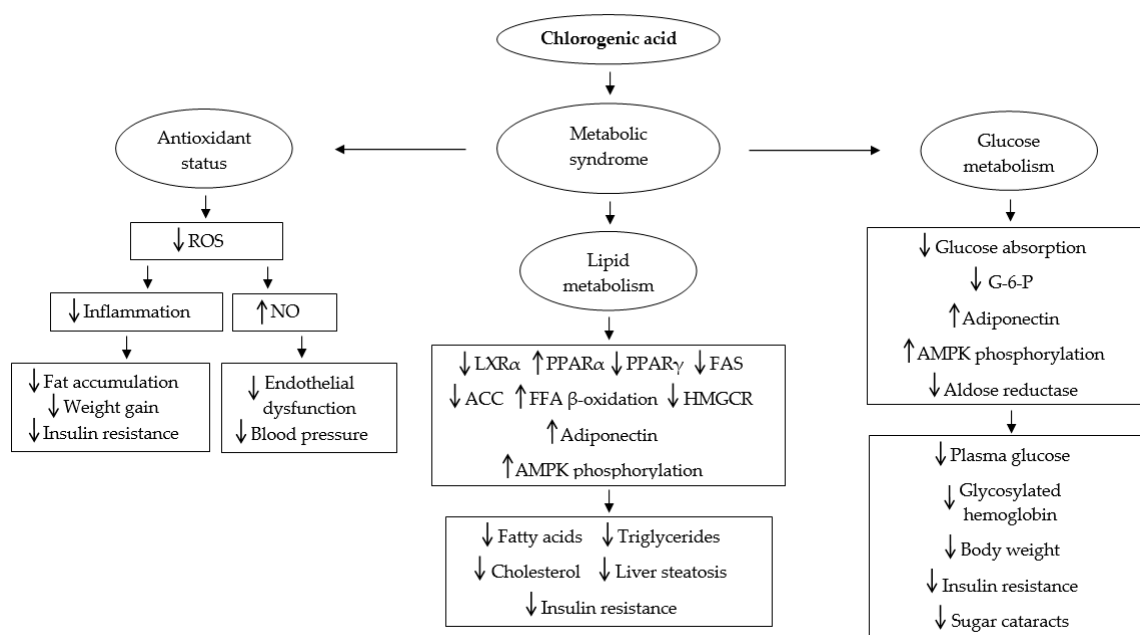 Chlorogenic acid
Antioxidant
status
Metabolic
syndrome
Glucose
metabolism
↓ ROS
↓ Inflammation
↑ NO
↓ Fat accumulation
↓ Weight gain
↓ Insulin resistance
↓ Endothelial
dysfunction
↓ Blood pressure
Lipid
metabolism
↓ LXRα ↑ PPARα ↓ PPARγ ↓ FAS
↓ ACC ↑ FFA β-oxidation ↓ HMGCR
↑ Adiponectin
↑ AMPK phosphorylation
↓ Fatty acids ↓ Triglycerides
↓ Cholesterol ↓ Liver steatosis
↓ Insulin resistance
↓ Glucose absorption
↓ G-6-P
↑ Adiponectin
↑ AMPK phosphorylation
↓ Aldose reductase
↓ Plasma glucose
↓ Glycosylated
hemoglobin
↓ Body weight
↓ Insulin resistance
↓ Sugar cataracts